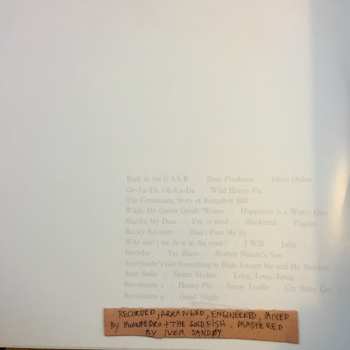 Back in the U.S.S.R. Dear Prudence Glass Onion
Ob-La-Di, Ob-La-Da Wild Honey Pie
The Continuing Story of Bungalow Bill
While My Guitar Gently Weeps Happiness is a Warm Gun
Martha My Dear I'm so tired Blackbird Piggies
Rocky Raccoon Don't Pass Me By
Why don't we do it in the road? I Will Julia
Birthday Yer Blues Mother Nature's Son
Everybody's Got Something to Hide Except Me and My Monkey
Sexy Sadie Helter Skelter Long, Long, Long
Revolution 1 Honey Pie Savoy Truffle Cry Baby Cry
Revolution 9 Good Night
RECORDED, ARRANGED, ENGINEERED, MIXED
BY + THE GOLDFISH. MASTERED
BY IVER SANDØY